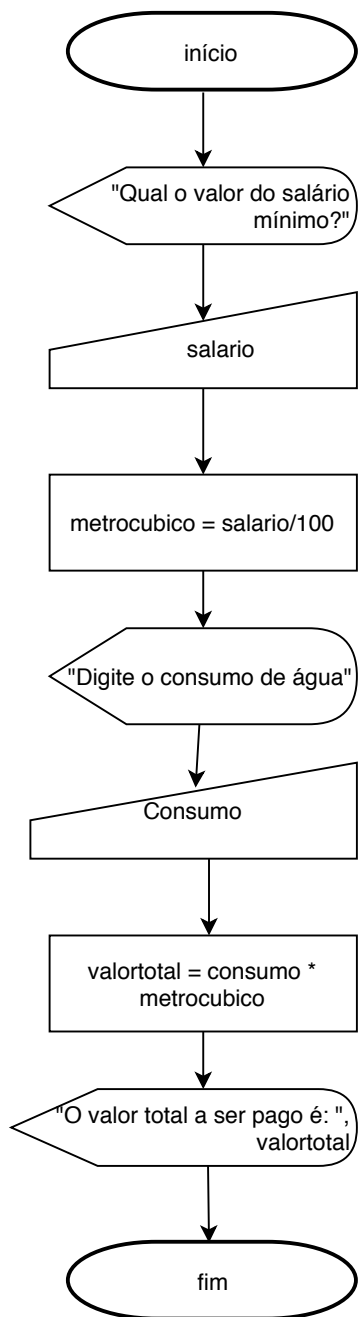 início
"Qual o valor do salário
mínimo?"
salario
metrocubico = salario/100
"Digite o consumo de água"
Consumo
valortotal = consumo *
metrocubico
"O valor total a ser pago é: ",
valortotal
fim